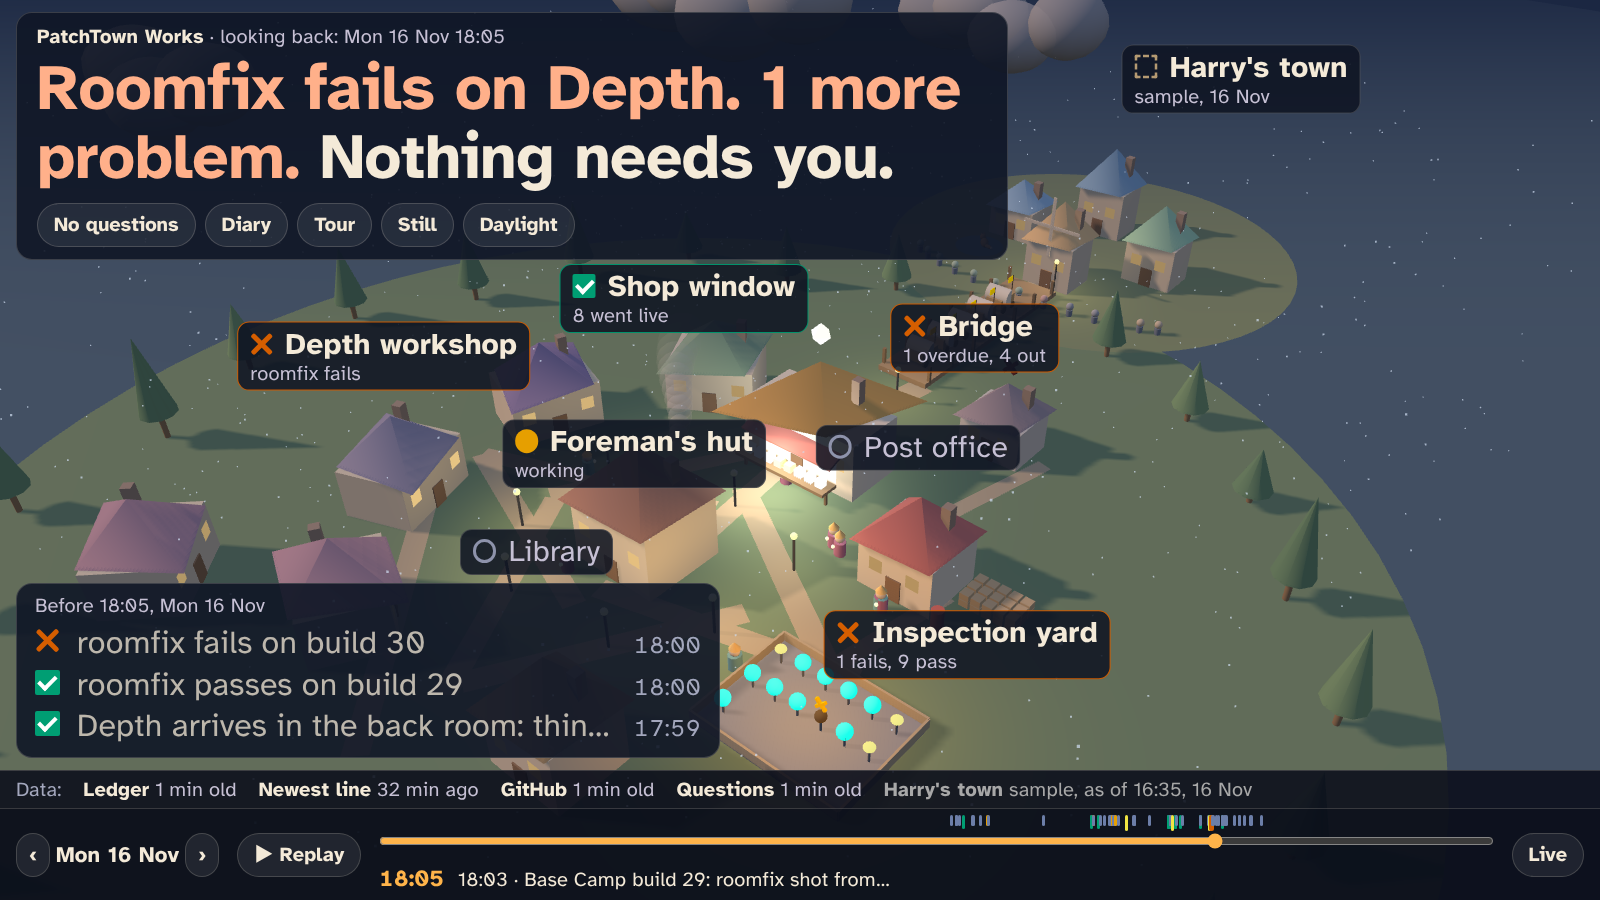 PatchTown Works · looking back: Mon 16 Nov 18:05
Roomfix fails on Depth. 1 more
problem. Nothing needs you.
No questions
Diary
Tour
Still
Daylight
Harry's town
sample, 16 Nov
Shop window
8 went live
Depth workshop
roomfix fails
Bridge
1 overdue, 4 out
Foreman's hut
working
Post office
Library
Inspection yard
1 fails, 9 pass
Before 18:05, Mon 16 Nov
roomfix fails on build 30 18:00
roomfix passes on build 29 18:00
Depth arrives in the back room: thin... 17:59
Data: Ledger 1 min old Newest line 32 min ago GitHub 1 min old Questions 1 min old Harry's town sample, as of 16:35, 16 Nov
‹ Mon 16 Nov › ▶ Replay
Live
18:05 18:03 · Base Camp build 29: roomfix shot from...